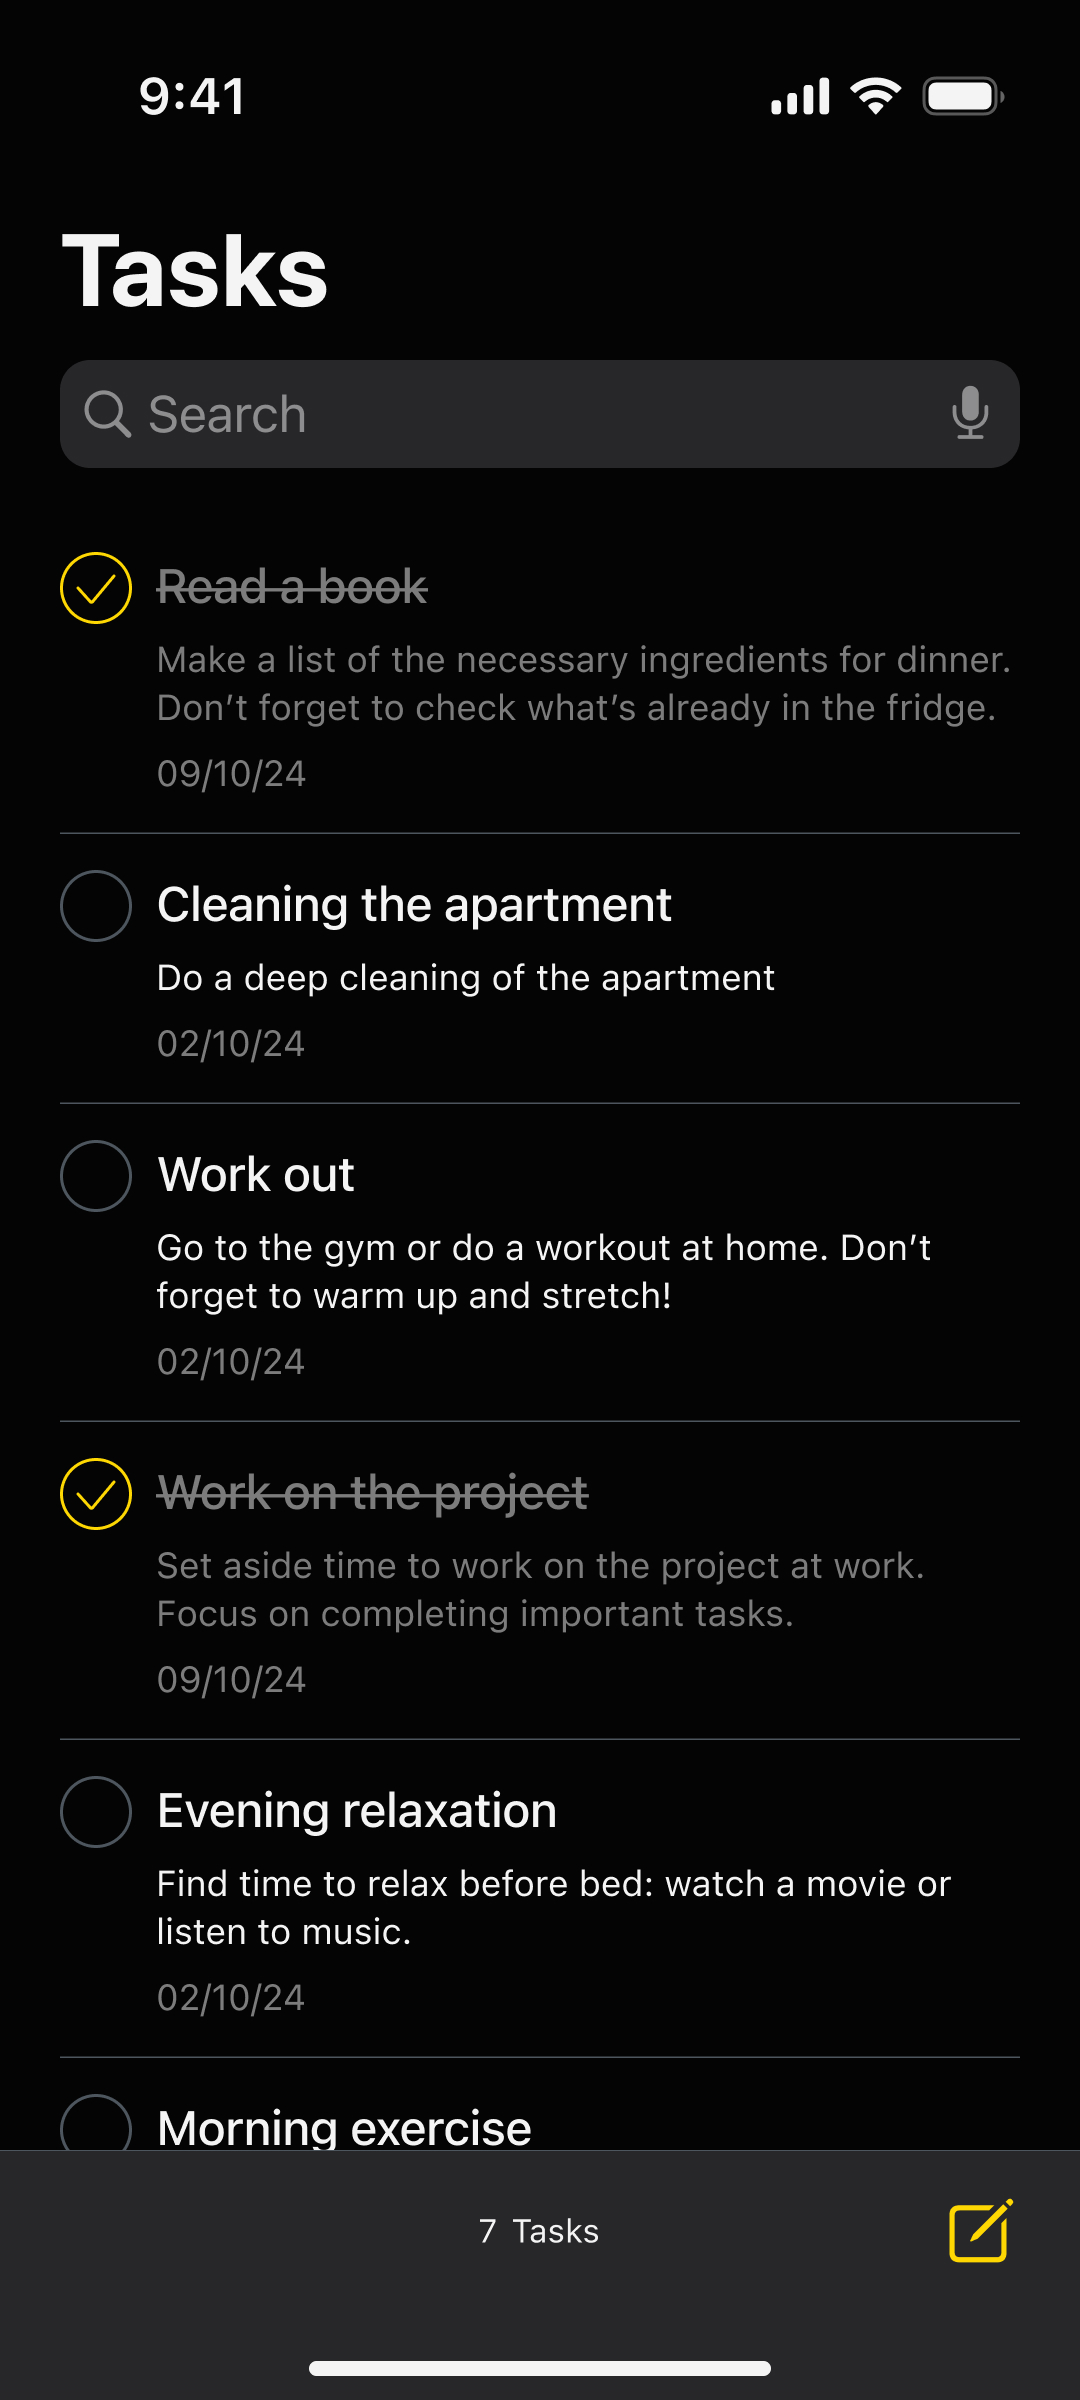 9:41
Tasks
Search
Read a book
Make a list of the necessary ingredients for dinner.
Don’t forget to check what’s already in the fridge.
09/10/24
Cleaning the apartment
Do a deep cleaning of the apartment
02/10/24
Work out
Go to the gym or do a workout at home. Don’t
forget to warm up and stretch!
02/10/24
Work on the project
Set aside time to work on the project at work.
Focus on completing important tasks.
09/10/24
Evening relaxation
Find time to relax before bed: watch a movie or
listen to music.
02/10/24
Morning exercise
7 Tasks